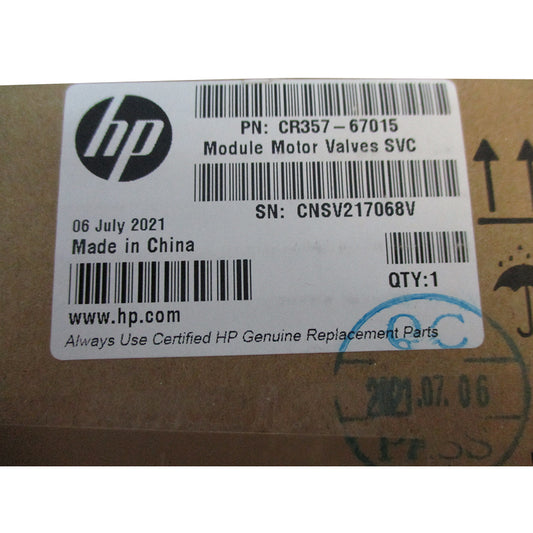 hp
PN: CR357-67015
Module Motor Valves SVC
SN: CNSV217068V
06 July 2021
Made in China
QTY:1
www.hp.com
Always Use Certified HP Genuine Replacement Parts
QC
2021.07.06
PASS